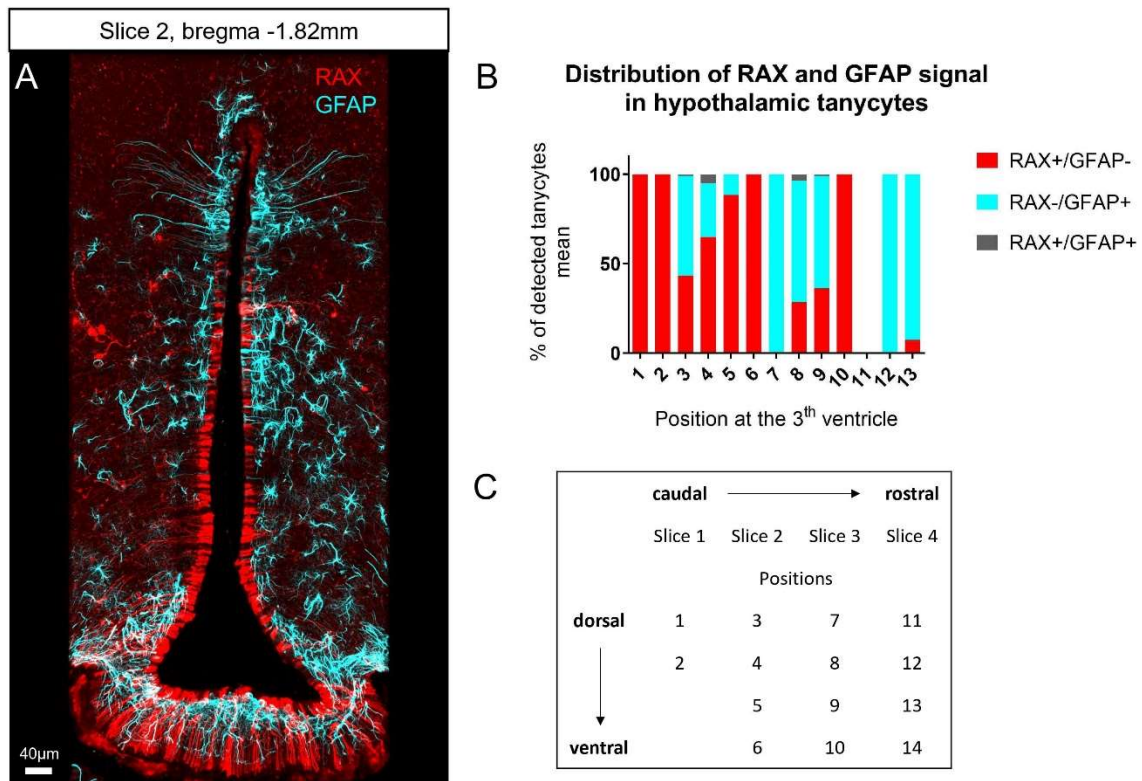 Slice 2, bregma -1.82mm
A
RAX
GFAP
40µm
B
Distribution of RAX and GFAP signal
in hypothalamic tanycytes
% of detected tanycytes
mean
100
50
0
1 2 3 4 5 6 7 8 9 10 11 12 13
Position at the 3th ventricle
RAX+/GFAP-
RAX-/GFAP+
RAX+/GFAP+
C
caudal rostral
Slice 1 Slice 2 Slice 3 Slice 4
Positions
dorsal 1 3 7 11
2 4 8 12
5 9 13
ventral 6 10 14